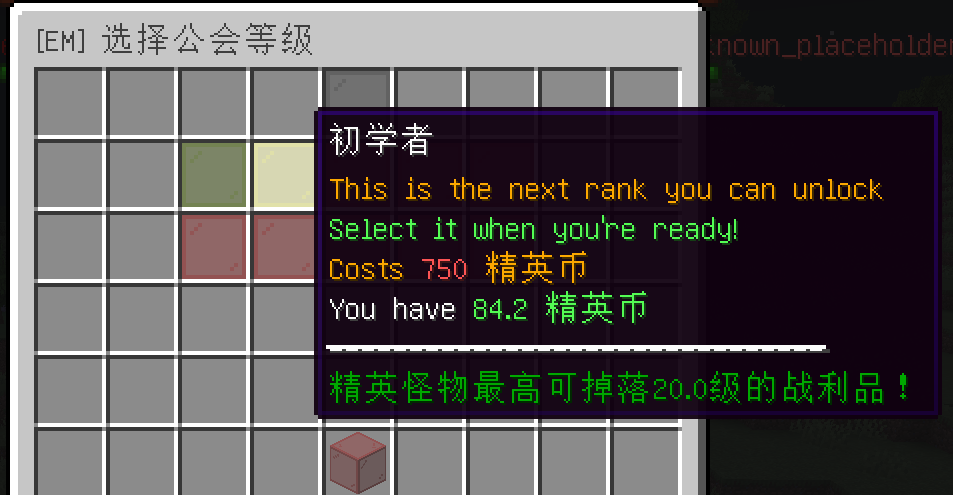 [EM] 选择公会等级
nown_placeholder
初学者
This is the next rank you can unlock
Select it when you're ready!
Costs 750 精英币
You have 84.2 精英币
精英怪物最高可掉落20.0级的战利品！